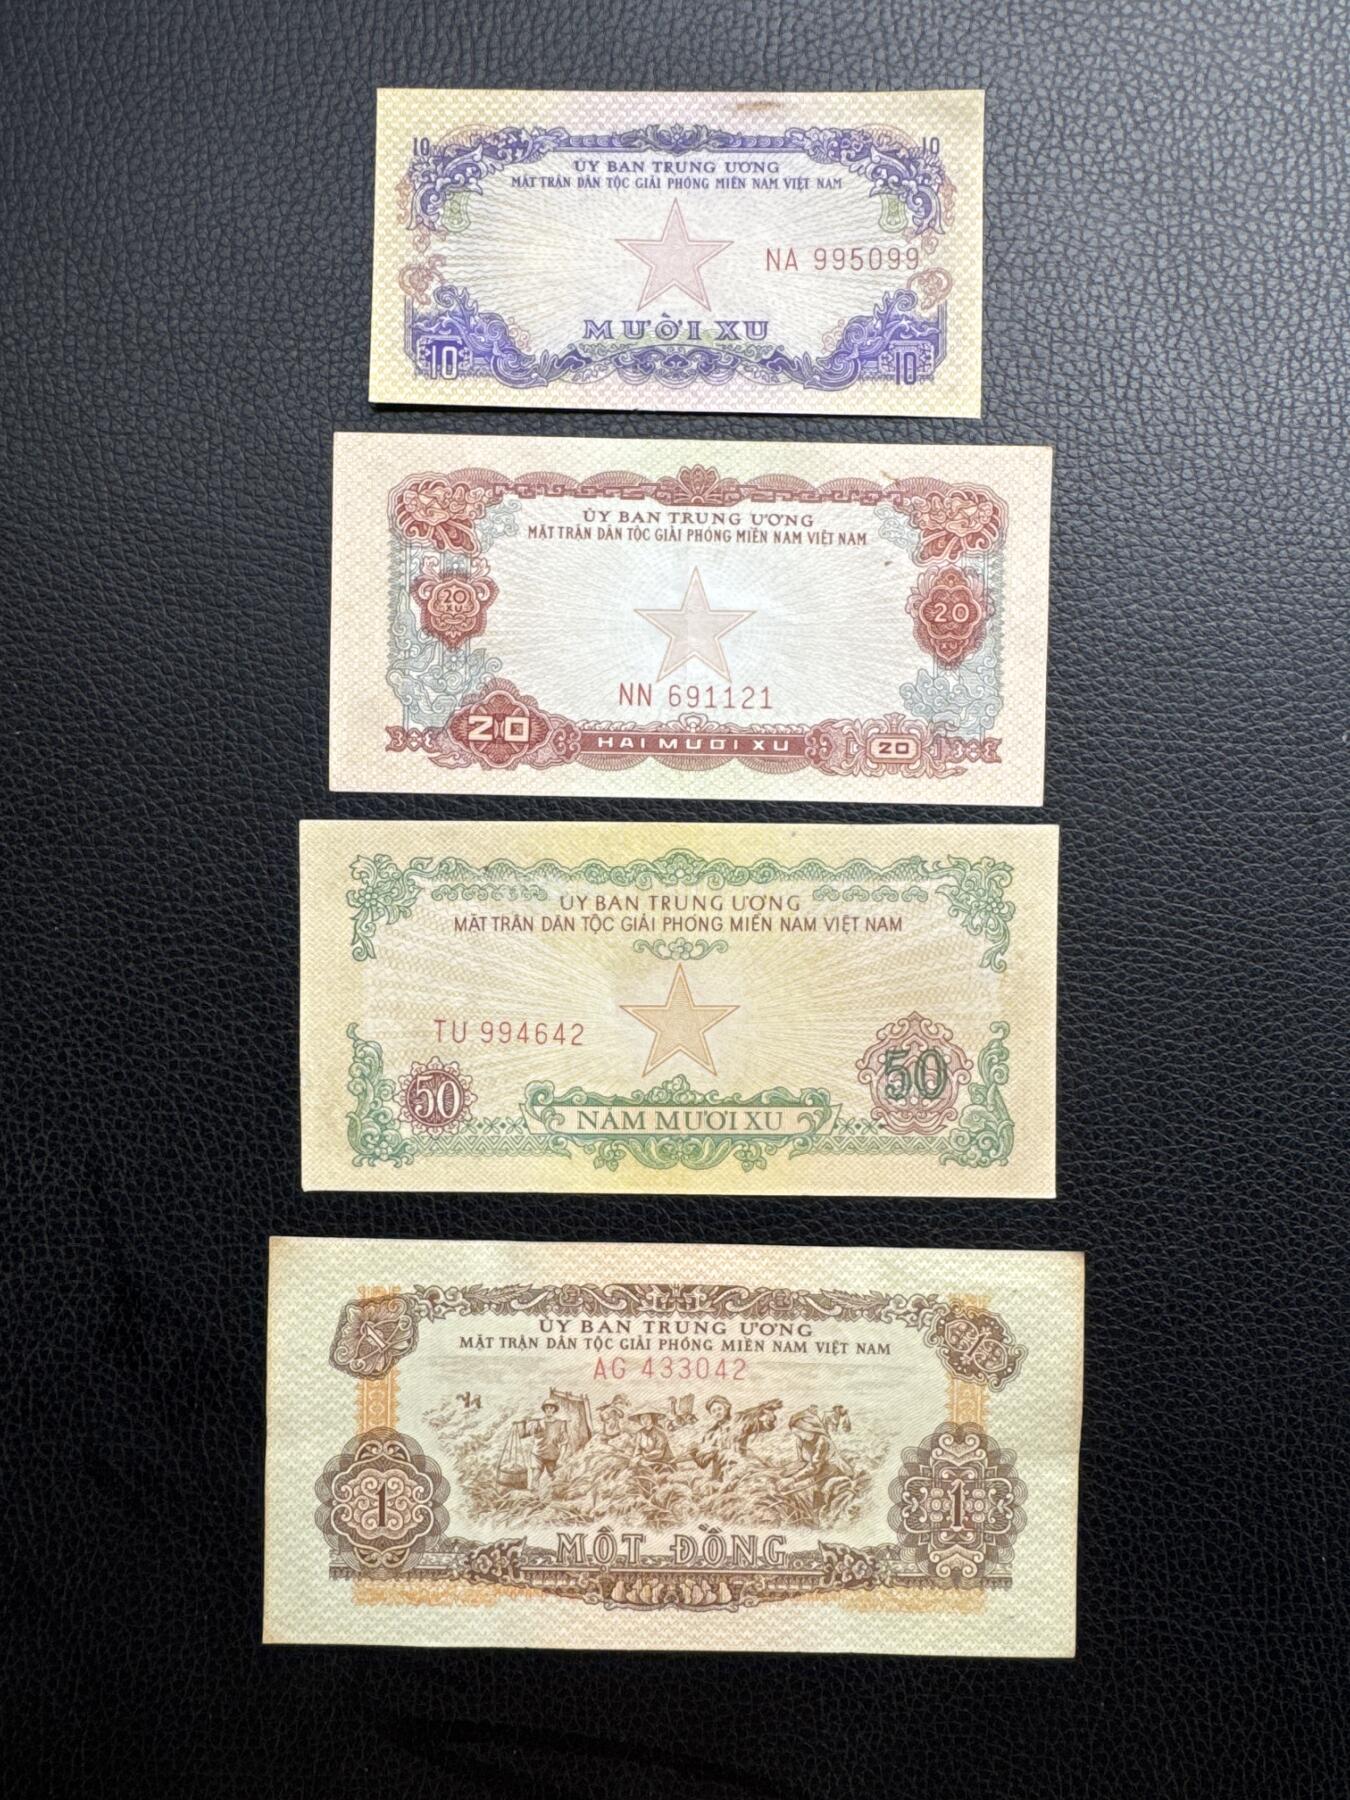 10 10
ỦY BAN TRUNG ƯƠNG
MẶT TRẬN DÂN TỘC GIẢI PHÓNG MIỀN NAM VIỆT NAM
NA 995099
MƯỜI XU
10 10
ỦY BAN TRUNG ƯƠNG
MẶT TRẬN DÂN TỘC GIẢI PHÓNG MIỀN NAM VIỆT NAM
20 XU 20
NN 691121
20 HAI MƯƠI XU 20
ỦY BAN TRUNG ƯƠNG
MẶT TRẬN DÂN TỘC GIẢI PHÓNG MIỀN NAM VIỆT NAM
TU 994642
50 50
NĂM MƯƠI XU
1
ỦY BAN TRUNG ƯƠNG
MẶT TRẬN DÂN TỘC GIẢI PHÓNG MIỀN NAM VIỆT NAM
AG 433042
1 1
MỘT ĐỒNG